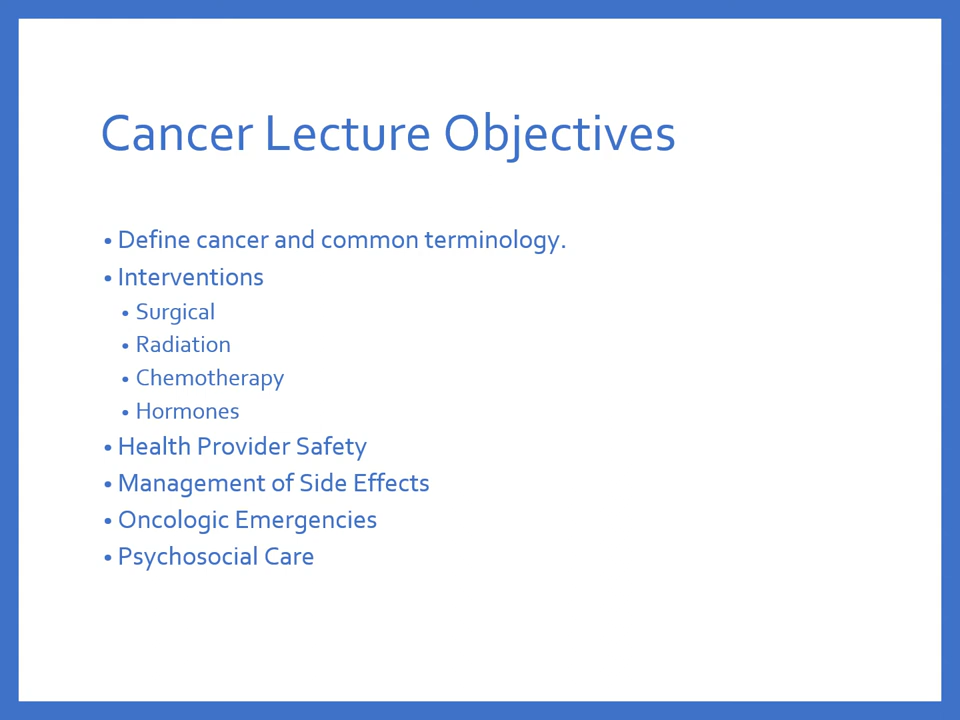 Cancer Lecture Objectives
• Define cancer and common terminology.
• Interventions
• Surgical
• Radiation
• Chemotherapy
• Hormones
• Health Provider Safety
• Management of Side Effects
• Oncologic Emergencies
• Psychosocial Care